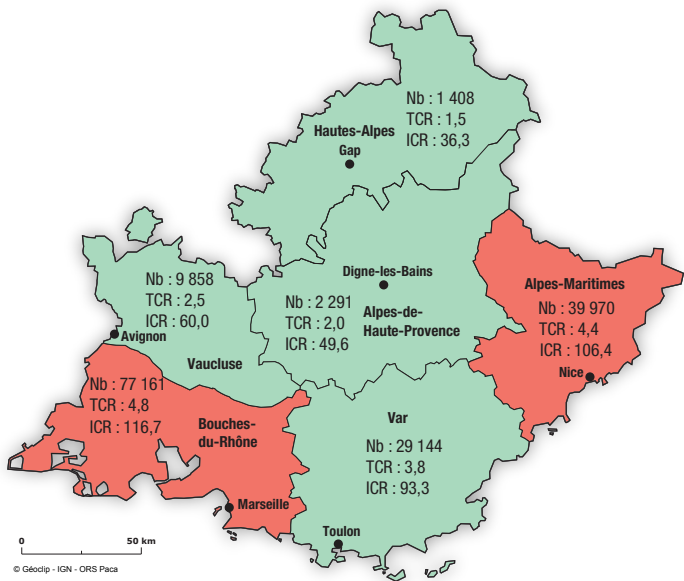 Nb : 1 408
TCR : 1,5
ICR : 36,3
Hautes-Alpes
Gap
Nb : 9 858
TCR : 2,5
ICR : 60,0
Avignon
Vaucluse
Digne-les-Bains
Nb : 2 291
TCR : 2,0
ICR : 49,6
Alpes-de-
Haute-Provence
Alpes-Maritimes
Nb : 39 970
TCR : 4,4
ICR : 106,4
Nice
Nb : 77 161
TCR : 4,8
ICR : 116,7
Bouches-
du-Rhône
Marseille
Var
Nb : 29 144
TCR : 3,8
ICR : 93,3
Toulon
0 50 km
© Géoclip - IGN - ORS Paca